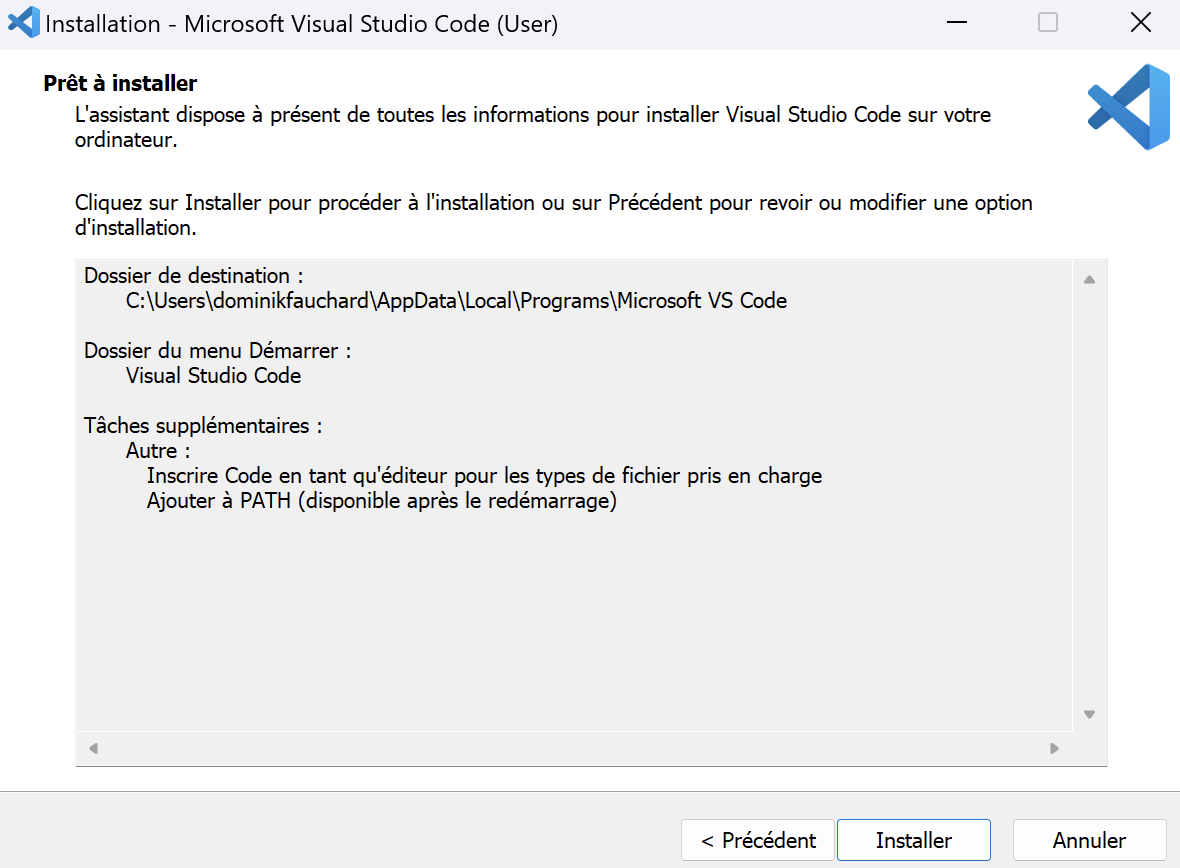 Installation - Microsoft Visual Studio Code (User)
Prêt à installer
L'assistant dispose à présent de toutes les informations pour installer Visual Studio Code sur votre
ordinateur.
Cliquez sur Installer pour procéder à l'installation ou sur Précédent pour revoir ou modifier une option
d'installation.
Dossier de destination :
C:\Users\dominikfauchard\AppData\Local\Programs\Microsoft VS Code
Dossier du menu Démarrer :
Visual Studio Code
Tâches supplémentaires :
Autre :
Inscrire Code en tant qu'éditeur pour les types de fichier pris en charge
Ajouter à PATH (disponible après le redémarrage)
< Précédent Installer Annuler